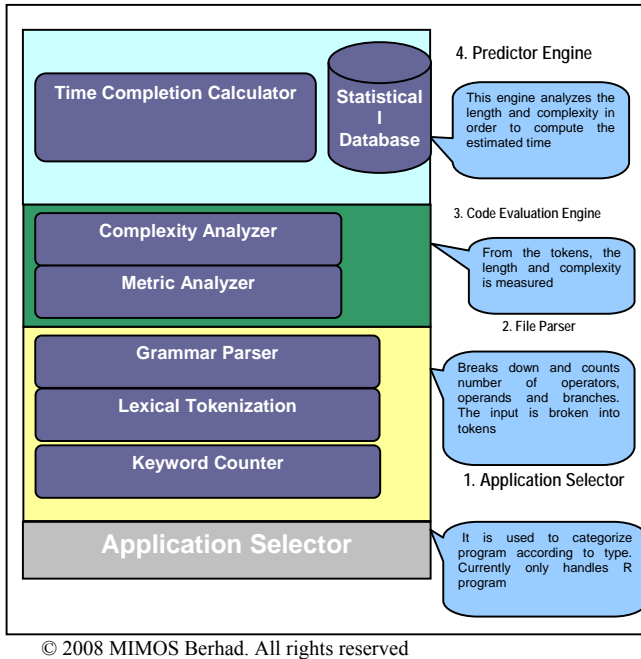 4. Predictor Engine
Time Completion Calculator
Statistical
l
Database
This engine analyzes the
length and complexity in
order to compute the
estimated time
3. Code Evaluation Engine
Complexity Analyzer
Metric Analyzer
From the tokens, the
length and complexity
is measured
2. File Parser
Grammar Parser
Lexical Tokenization
Keyword Counter
Breaks down and counts
number of operators,
operands and branches.
The input is broken into
tokens
1. Application Selector
Application Selector
It is used to categorize
program according to type.
Currently only handles R
program
© 2008 MIMOS Berhad. All rights reserved